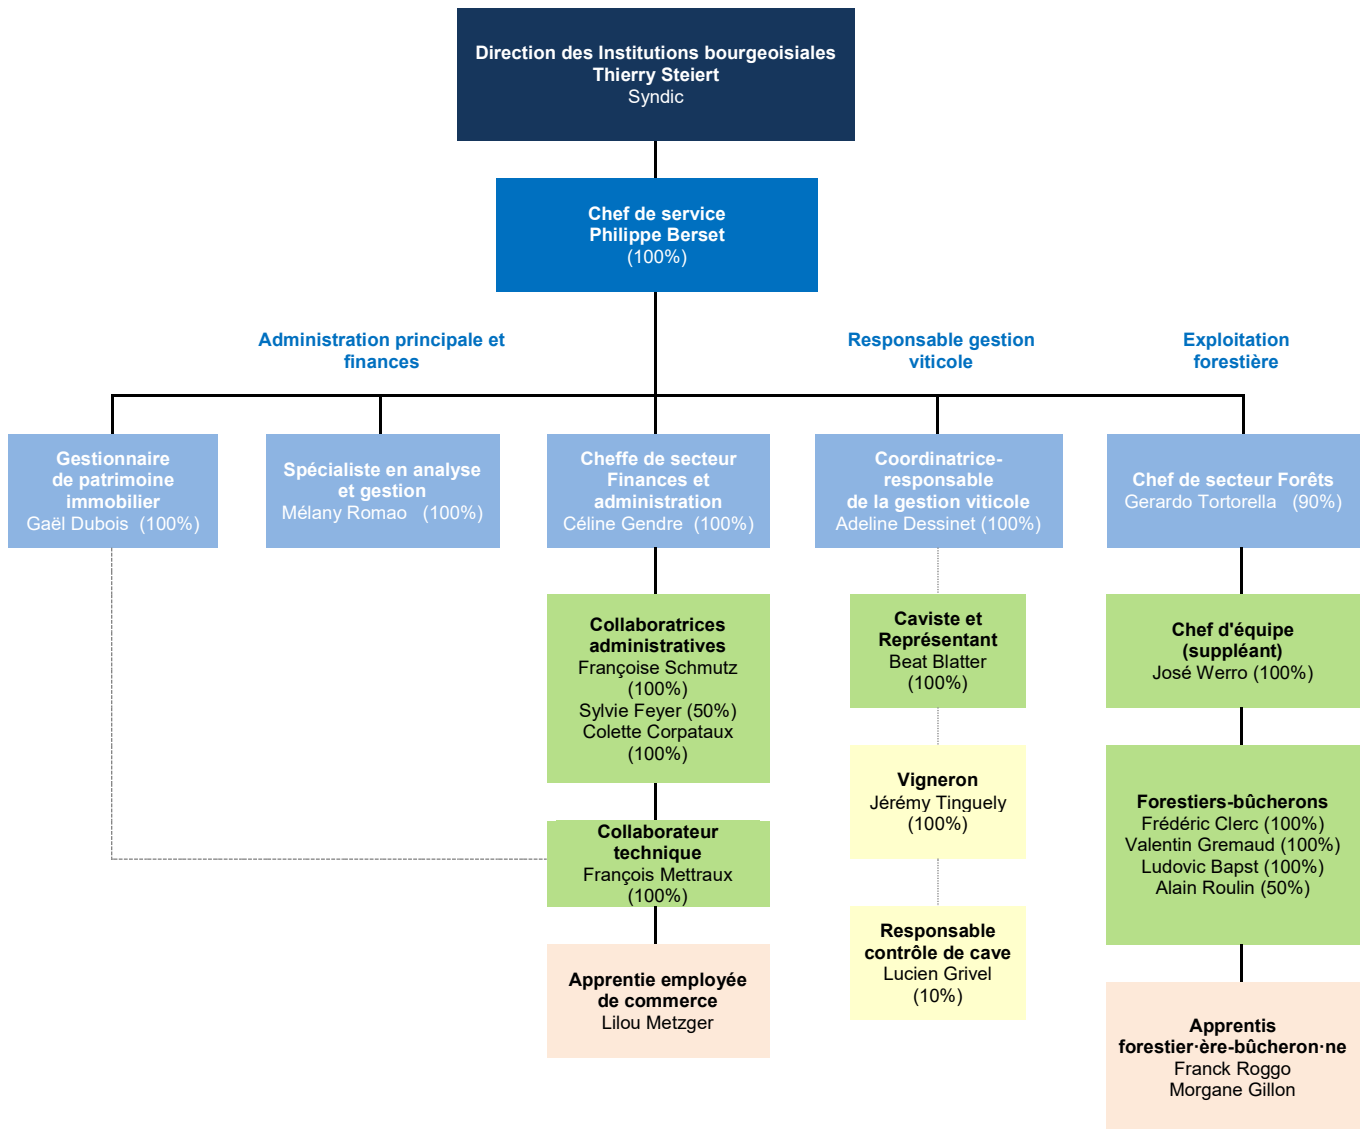 Direction des Institutions bourgeoisiales
Thierry Steiert
Syndic
Chef de service
Philippe Berset
(100%)
Administration principale et
finances
Responsable gestion
viticole
Exploitation
forestière
Gestionnaire
de patrimoine
immobilier
Gaël Dubois (100%)
Spécialiste en analyse
et gestion
Mélany Romao (100%)
Cheffe de secteur
Finances et
administration
Céline Gendre (100%)
Coordinatrice-
responsable
de la gestion viticole
Adeline Dessinet (100%)
Chef de secteur Forêts
Gerardo Tortorella (90%)
Collaboratrices
administratives
Françoise Schmutz
(100%)
Sylvie Feyer (50%)
Colette Corpataux
(100%)
Caviste et
Représentant
Beat Blatter
(100%)
Chef d'équipe
(suppléant)
José Werro (100%)
Vigneron
Jérémy Tinguely
(100%)
Forestiers-bûcherons
Frédéric Clerc (100%)
Valentin Gremaud (100%)
Ludovic Bapst (100%)
Alain Roulin (50%)
Collaborateur
technique
François Mettraux
(100%)
Responsable
contrôle de cave
Lucien Grivel
(10%)
Apprentie employée
de commerce
Lilou Metzger
Apprentis
forestier·ère-bûcheron·ne
Franck Roggo
Morgane Gillon